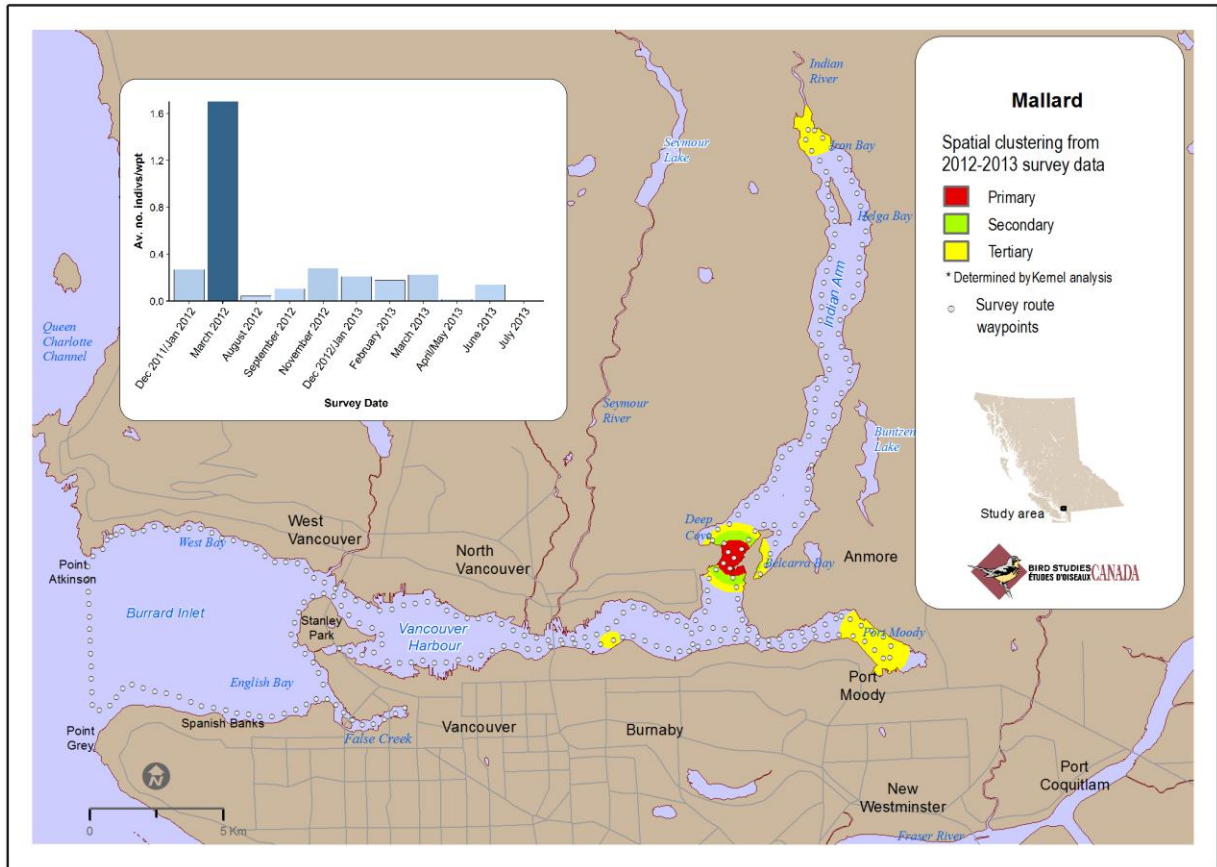 Mallard
Spatial clustering from
2012-2013 survey data
Primary
Secondary
Tertiary
* Determined by Kernel analysis
Survey route
waypoints
Study area
BIRD STUDIES
ÉTUDES D'OISEAUX CANADA
Av. no. indivs/wpt
1.6
1.2
0.8
0.4
0.0
Dec 2011/Jan 2012
March 2012
August 2012
September 2012
November 2012
Dec 2012/Jan 2013
February 2013
March 2013
April/May 2013
June 2013
July 2013
Survey Date
Indian
River
Iron Bay
Helga Bay
Indian Arm
Seymour
Lake
Queen
Charlotte
Channel
Seymour
River
Buntzen
Lake
Deep
Cove
Belcarra Bay
Anmore
West
Vancouver
West Bay
North
Vancouver
Point
Atkinson
Burrard Inlet
Stanley
Park
Vancouver
Harbour
Port Moody
Port
Moody
English Bay
Spanish Banks
Vancouver
Burnaby
Point
Grey
False Creek
Port
Coquitlam
New
Westminster
Fraser River
N
0
5 Km